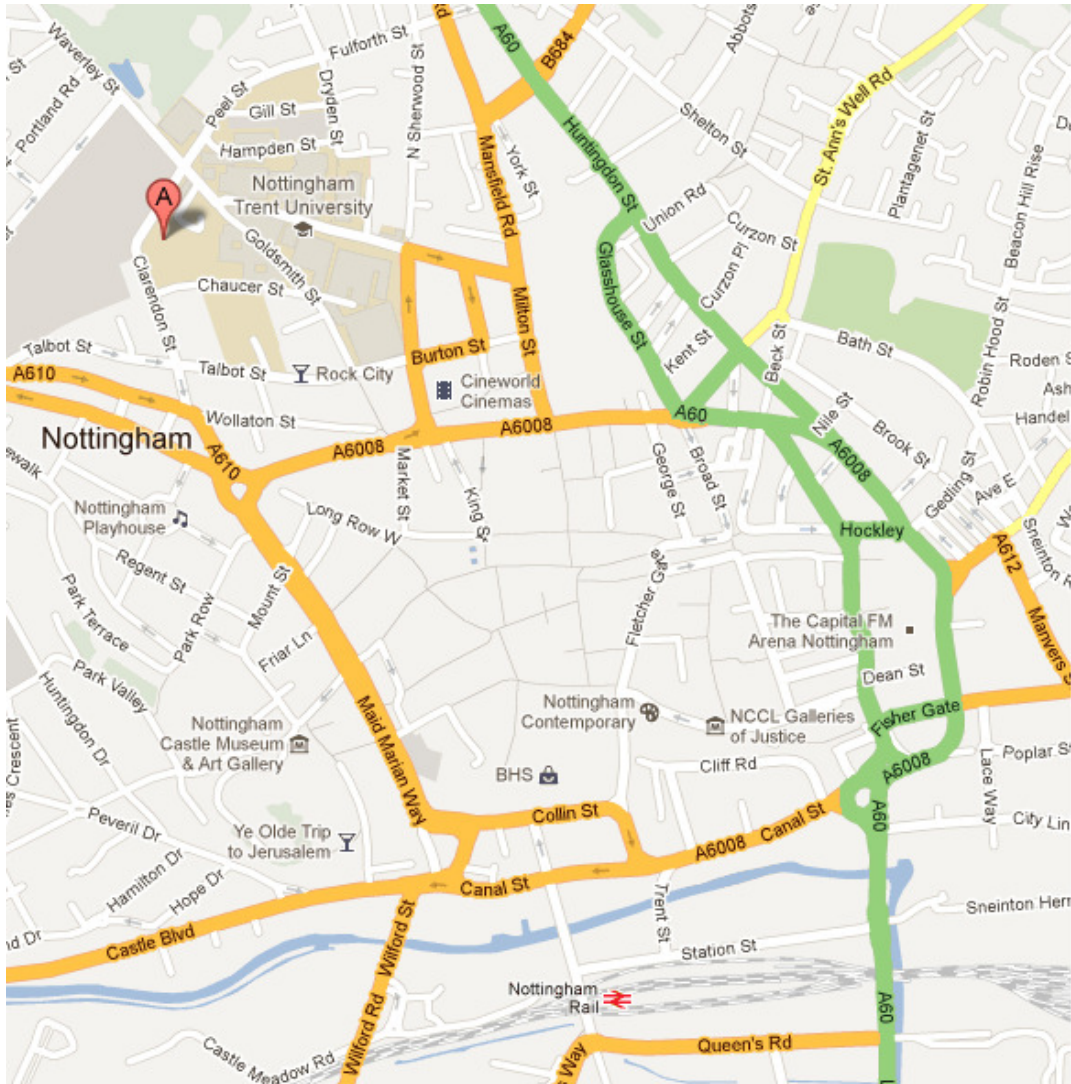 Waverley St
Portland Rd
Peel St
Fulforth St
Gill St
Dryden St
Hampden St
N Sherwood St
A60
B684
Abbots
St. Ann's Well Rd
Shelton St
Plantagenet St
Beacon Hill Rise
Mansfield Rd
York St
Huntingdon St
Union Rd
A
Nottingham
Trent University
Goldsmith St
Curzon St
Curzon Pl
Glasshouse St
Clarendon St
Chaucer St
Milton St
Kent St
Beck St
Bath St
Robin Hood St
Talbot St
Talbot St
Burton St
Rock City
Cineworld
Cinemas
Roden S
Ash
Handel
A610
Wollaton St
A60
Nile St
Brook St
Nottingham
A610
A6008
A6008
A6008
Market St
King St
George St
Broad St
Gedling St
Ave E
Nottingham
Playhouse
Long Row W
Hockley
A612
Sneinton R
Regent St
Mount St
Park Terrace
Park Row
Friar Ln
Fletcher Gate
The Capital FM
Arena Nottingham
Manvers S
Dean St
Park Valley
Huntingdon Dr
Nottingham
Castle Museum
& Art Gallery
Maid Marian Way
Nottingham
Contemporary
NCCL Galleries
of Justice
Fisher Gate
es Crescent
BHS
Cliff Rd
A6008
Poplar St
Lace Way
Peveril Dr
Collin St
A6008
Canal St
A60
City Lin
Ye Olde Trip
to Jerusalem
Hamilton Dr
Hope Dr
Canal St
Trent St
Sneinton Herm
nd Dr
Castle Blvd
Wilford St
Station St
Nottingham
Rail
A60
Wilford Rd
Castle Meadow Rd
s Way
Queen's Rd